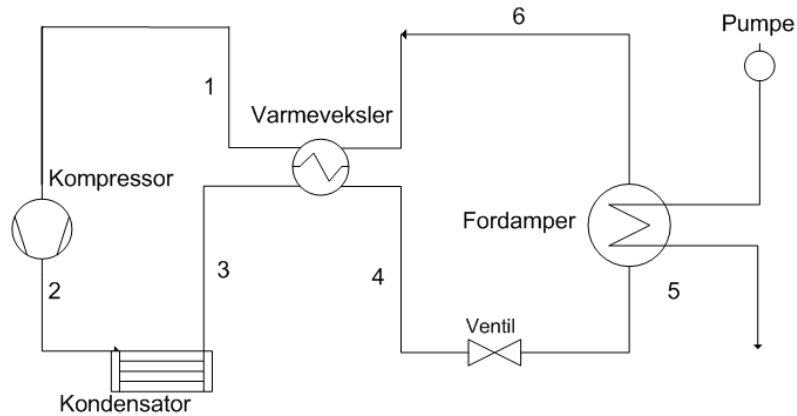 6
Pumpe
1
Varmeveksler
Kompressor
Fordamper
2
3
4
5
Ventil
Kondensator